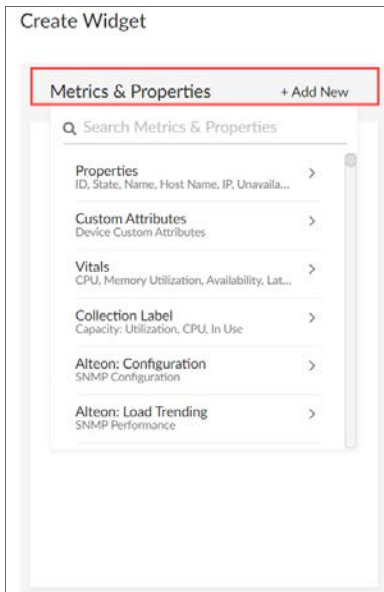 Create Widget
Metrics & Properties + Add New
Search Metrics & Properties
Properties
ID, State, Name, Host Name, IP, Unavaila...
Custom Attributes
Device Custom Attributes
Vitals
CPU, Memory Utilization, Availability, Lat...
Collection Label
Capacity: Utilization, CPU, In Use
Alteon: Configuration
SNMP Configuration
Alteon: Load Trending
SNMP Performance